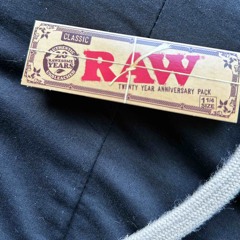 CLASSIC
RAW
20
YEARS
TWENTY YEAR ANNIVERSARY PACK
1¼
SIZE